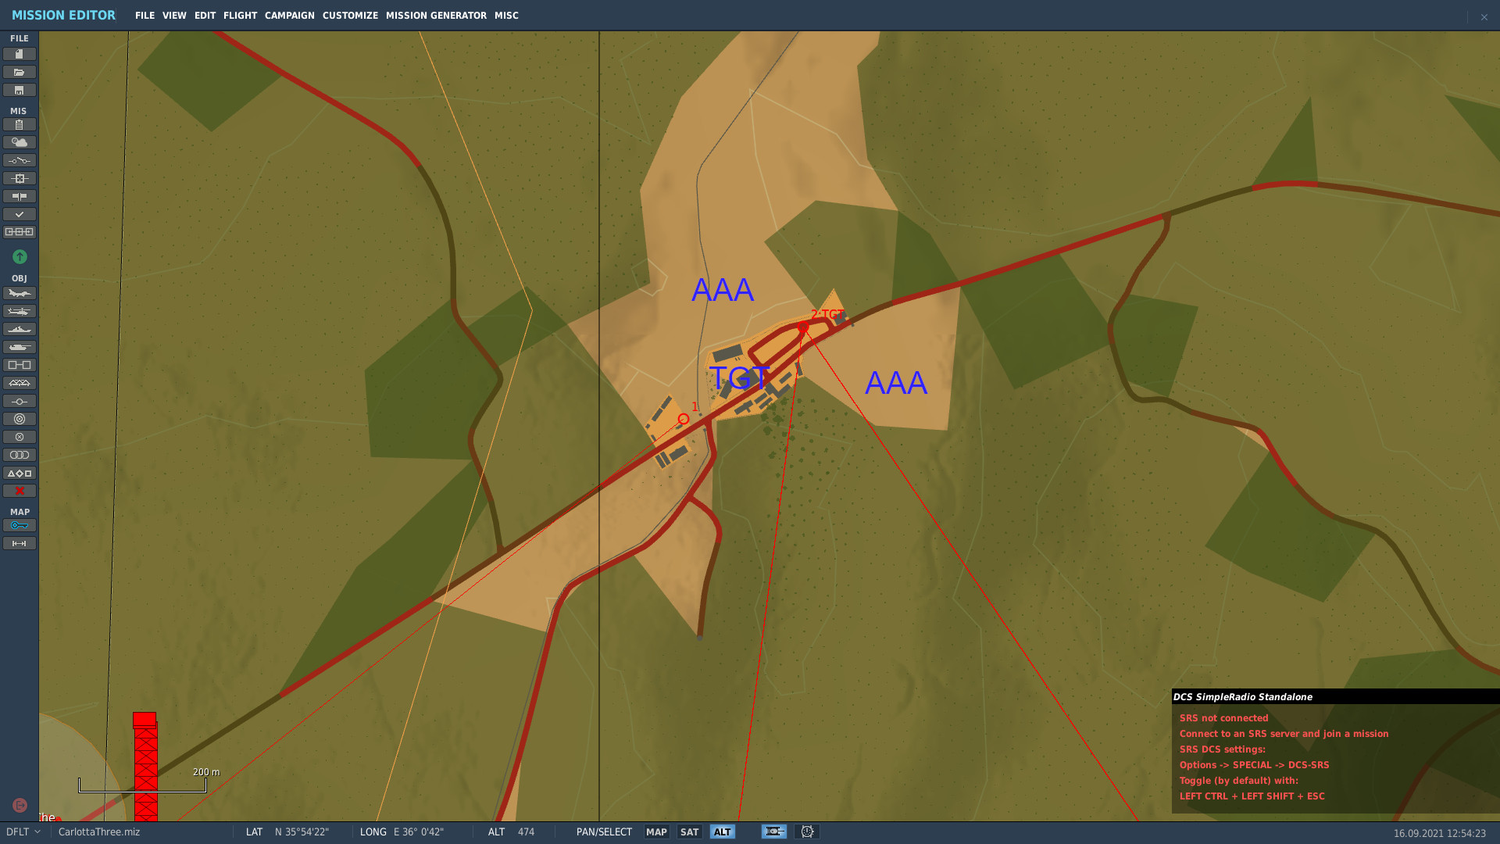 MISSION EDITOR
FILE VIEW EDIT FLIGHT CAMPAIGN CUSTOMIZE MISSION GENERATOR MISC
FILE
MIS
OBJ
MAP
AAA
2:TGT
TGT
AAA
1
200 m
DCS SimpleRadio Standalone
SRS not connected
Connect to an SRS server and join a mission
SRS DCS settings:
Options -> SPECIAL -> DCS-SRS
Toggle (by default) with:
LEFT CTRL + LEFT SHIFT + ESC
DFLT CarlottaThree.miz LAT N 35°54'22" LONG E 36° 0'42" ALT 474 PAN/SELECT MAP SAT ALT 16.09.2021 12:54:23